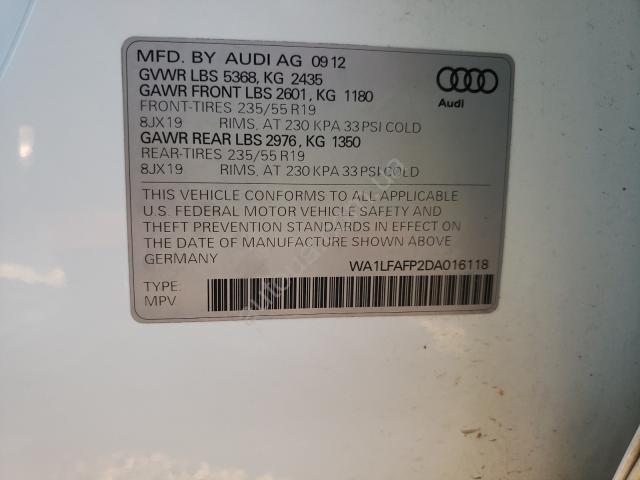 MFD. BY AUDI AG 09 12
GVWR LBS 5368, KG 2435
GAWR FRONT LBS 2601, KG 1180
FRONT-TIRES 235/55 R19
8JX19 RIMS, AT 230 KPA 33 PSI COLD
GAWR REAR LBS 2976, KG 1350
REAR-TIRES 235/55 R19
8JX19 RIMS, AT 230 KPA 33 PSI COLD
Audi
THIS VEHICLE CONFORMS TO ALL APPLICABLE
U.S. FEDERAL MOTOR VEHICLE SAFETY AND
THEFT PREVENTION STANDARDS IN EFFECT ON
THE DATE OF MANUFACTURE SHOWN ABOVE.
GERMANY
WA1LFAFP2DA016118
TYPE:
MPV